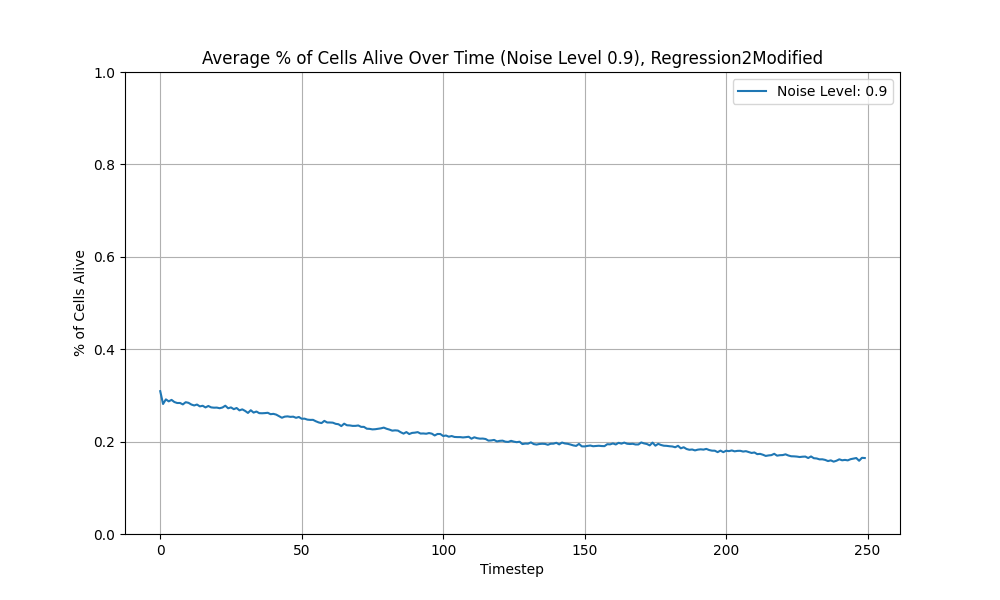 Average % of Cells Alive Over Time (Noise Level 0.9), Regression2Modified
Noise Level: 0.9
% of Cells Alive
1.0
0.8
0.6
0.4
0.2
0.0
0 50 100 150 200 250
Timestep